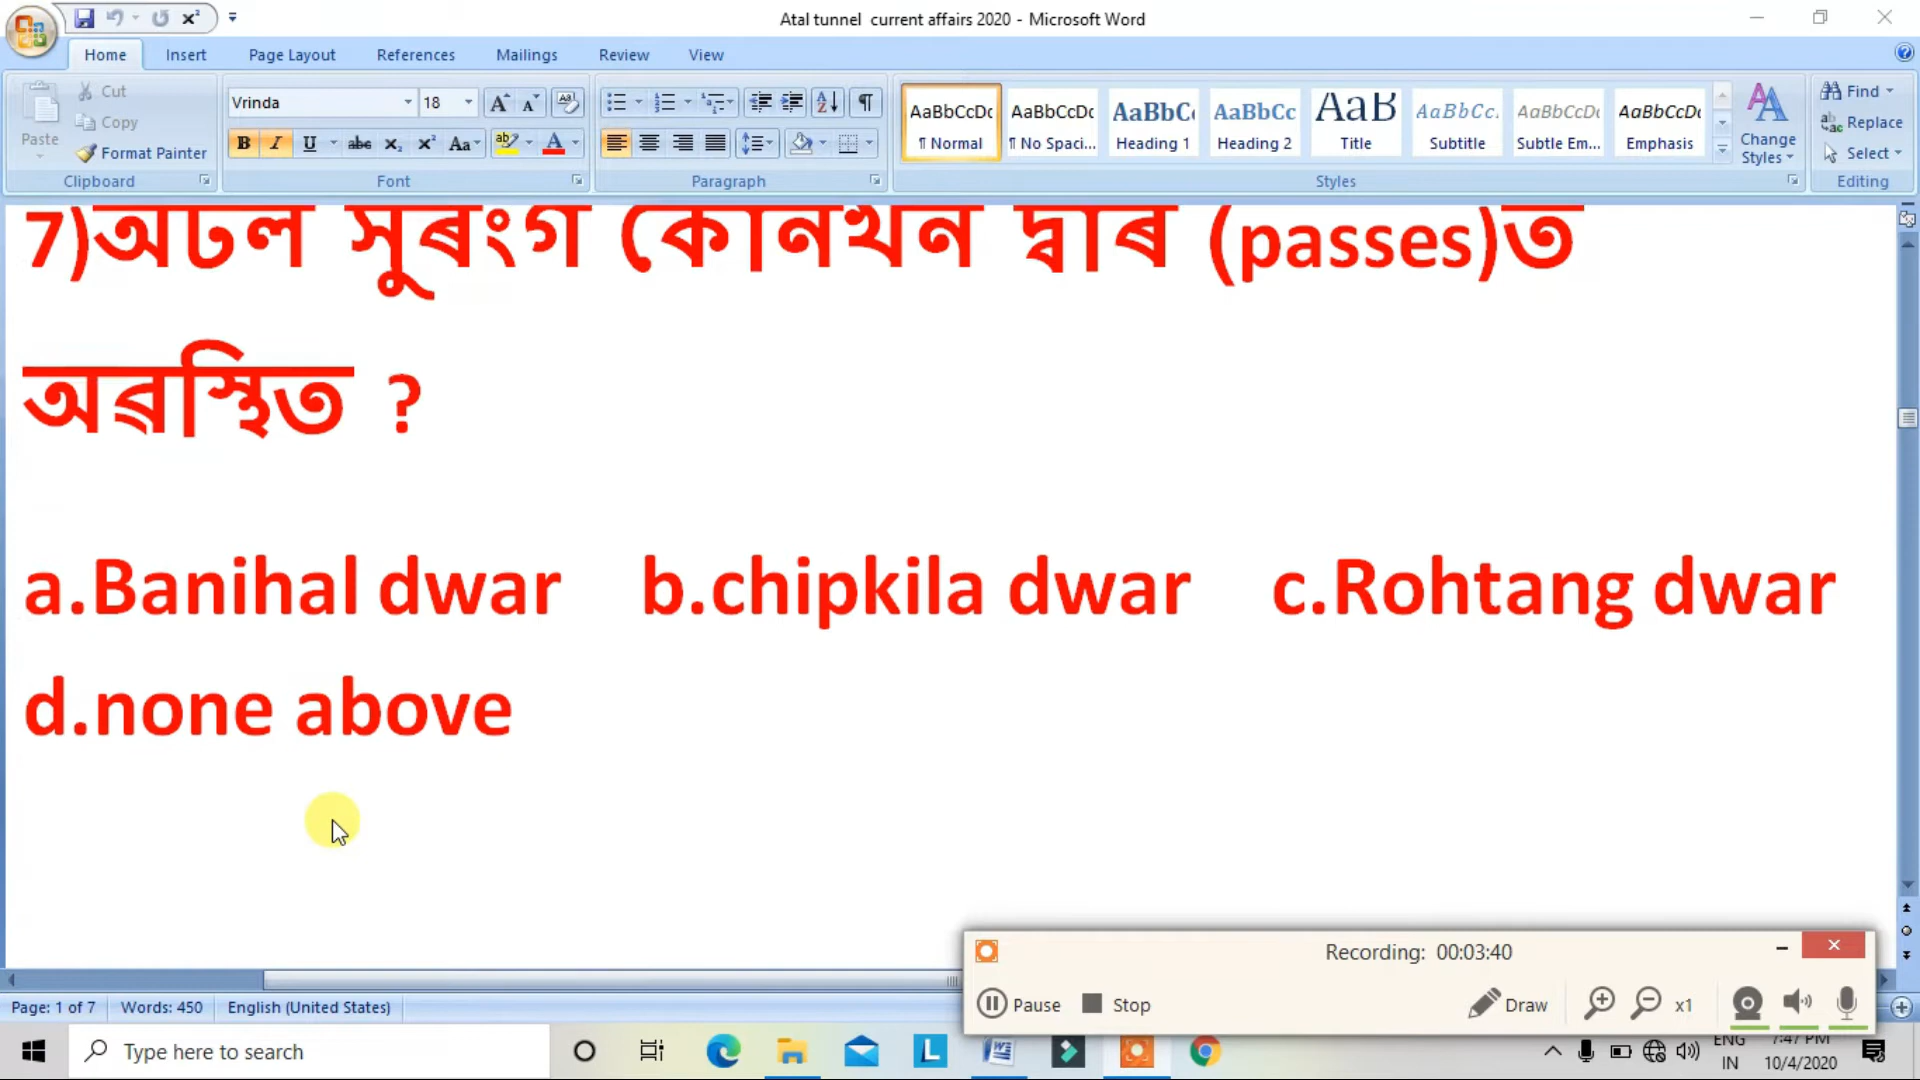 Atal tunnel current affairs 2020 - Microsoft Word
Home Insert Page Layout References Mailings Review View
Cut
Copy
Paste
Format Painter
Clipboard
Vrinda 18
Font
Paragraph
AaBbCcDc AaBbCcDc AaBbC AaBbCc AaB AaBbCc. AaBbCcDc AaBbCcDc
¶ Normal ¶ No Spaci... Heading 1 Heading 2 Title Subtitle Subtle Em... Emphasis
Styles
Change Styles
Find
Replace
Select
Editing
7)অটল সুৰংগ কোনখন দ্বাৰ (passes)ত
অৱস্থিত ?
a.Banihal dwar b.chipkila dwar c.Rohtang dwar
d.none above
Recording: 00:03:40
Pause Stop Draw x1
Page: 1 of 7 Words: 450 English (United States)
Type here to search
ENG 7:47 PM
IN 10/4/2020